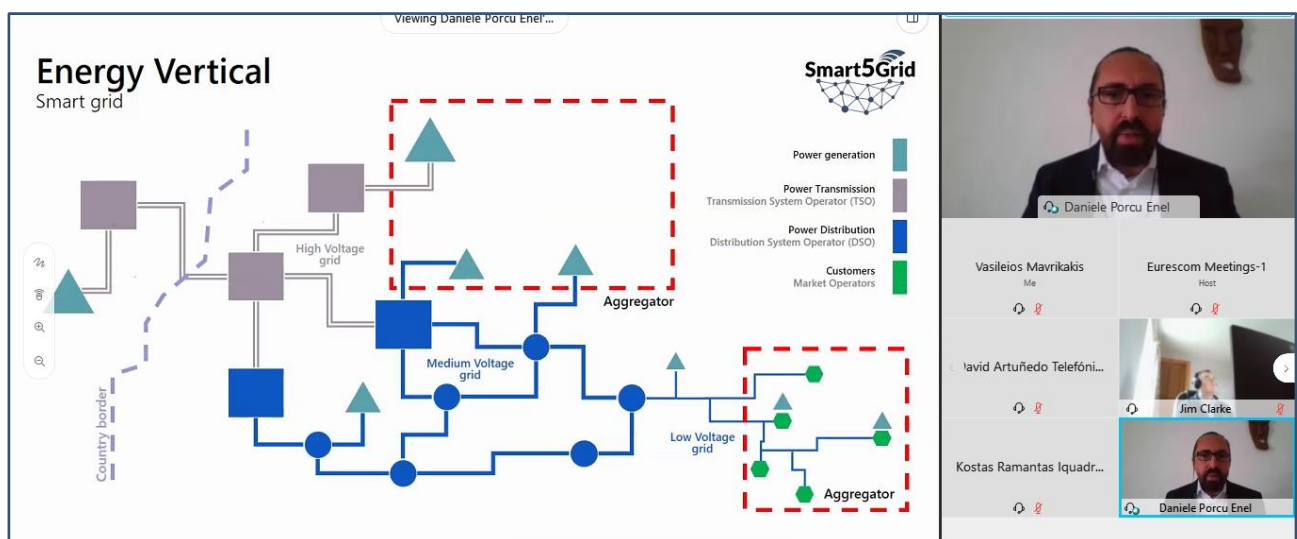 Viewing Daniele Porcu Enel'...
Energy Vertical
Smart grid
Smart5Grid
Power generation
Power Transmission
Transmission System Operator (TSO)
Power Distribution
Distribution System Operator (DSO)
Customers
Market Operators
High Voltage
grid
Aggregator
Medium Voltage
grid
Country border
Low Voltage
grid
Aggregator
Daniele Porcu Enel
Vasileios Mavrikakis
Me
Eurescom Meetings-1
Host
David Artuñedo Telefóni...
Jim Clarke
Kostas Ramantas Iquadr...
Daniele Porcu Enel